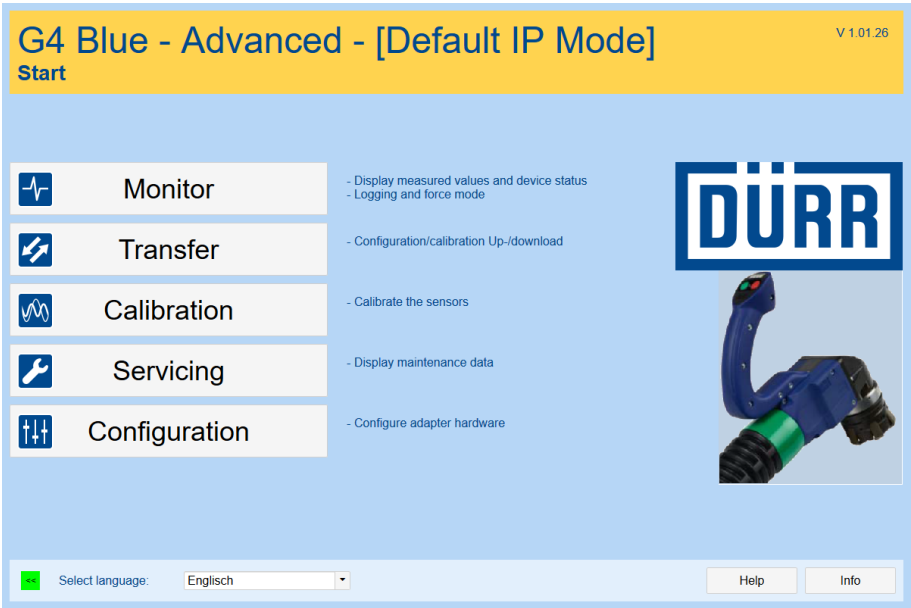 G4 Blue - Advanced - [Default IP Mode]
V 1.01.26
Start
Monitor
- Display measured values and device status
- Logging and force mode
DÜRR
Transfer
- Configuration/calibration Up-/download
Calibration
- Calibrate the sensors
Servicing
- Display maintenance data
Configuration
- Configure adapter hardware
<<
Select language:
Englisch
Help
Info